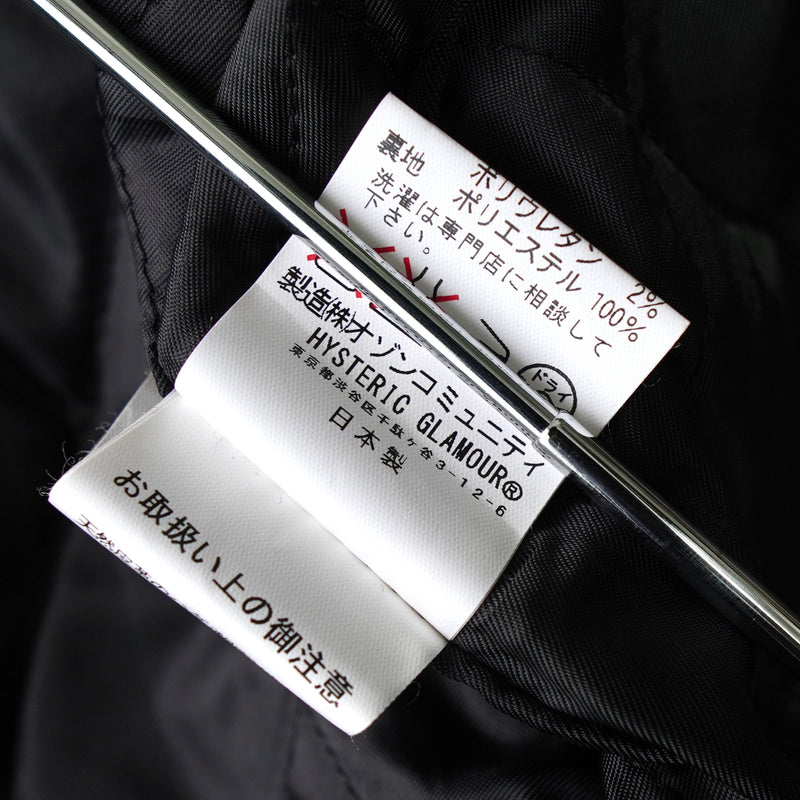 ポリウレタン 2%
裏地 ポリエステル 100%
洗濯は専門店に相談して
下さい。
ドライ
製造㈱オゾンコミュニティ
HYSTERIC GLAMOUR®
東京都渋谷区千駄ヶ谷3-12-6
日本製
お取扱い上の御注意